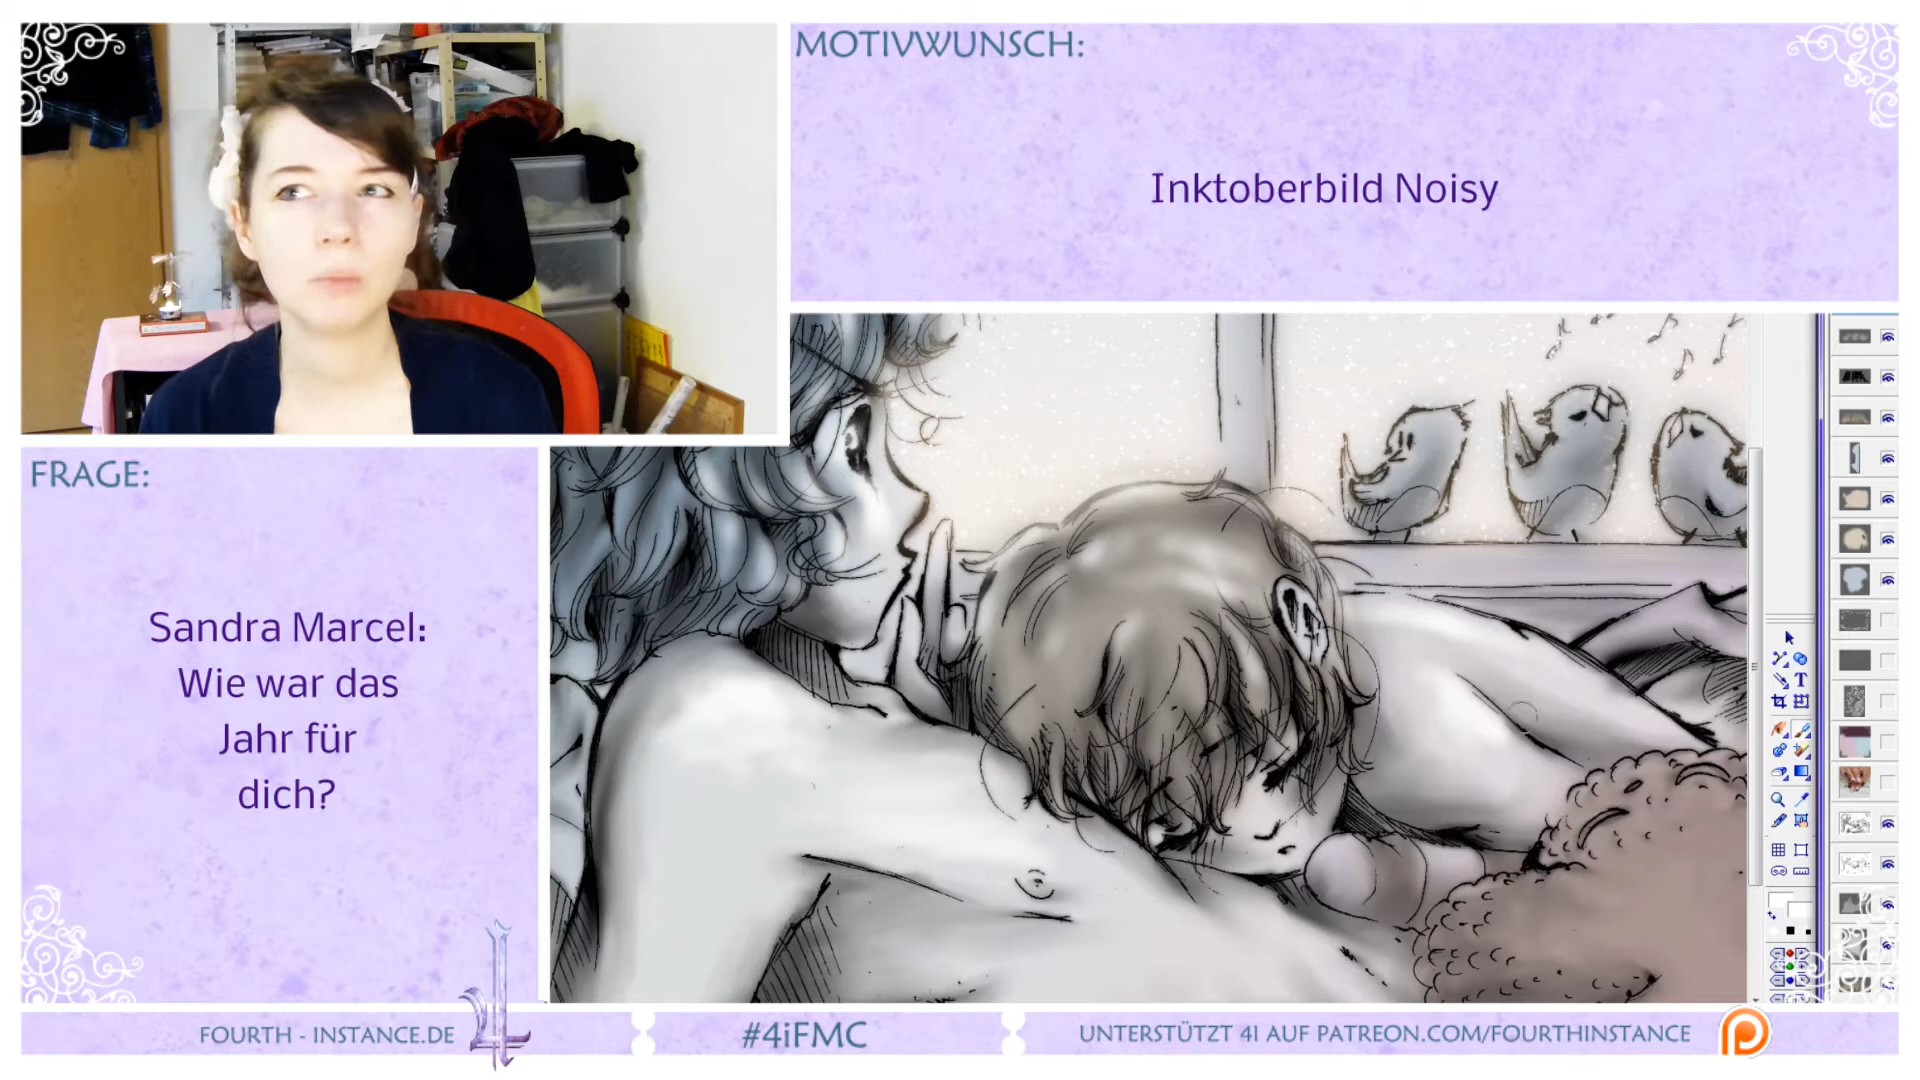 MOTIVWUNSCH:
Inktoberbild Noisy
FRAGE:
Sandra Marcel:
Wie war das
Jahr für
dich?
FOURTH - INSTANCE.DE
#4iFMC
UNTERSTÜTZT 4I AUF PATREON.COM/FOURTHINSTANCE